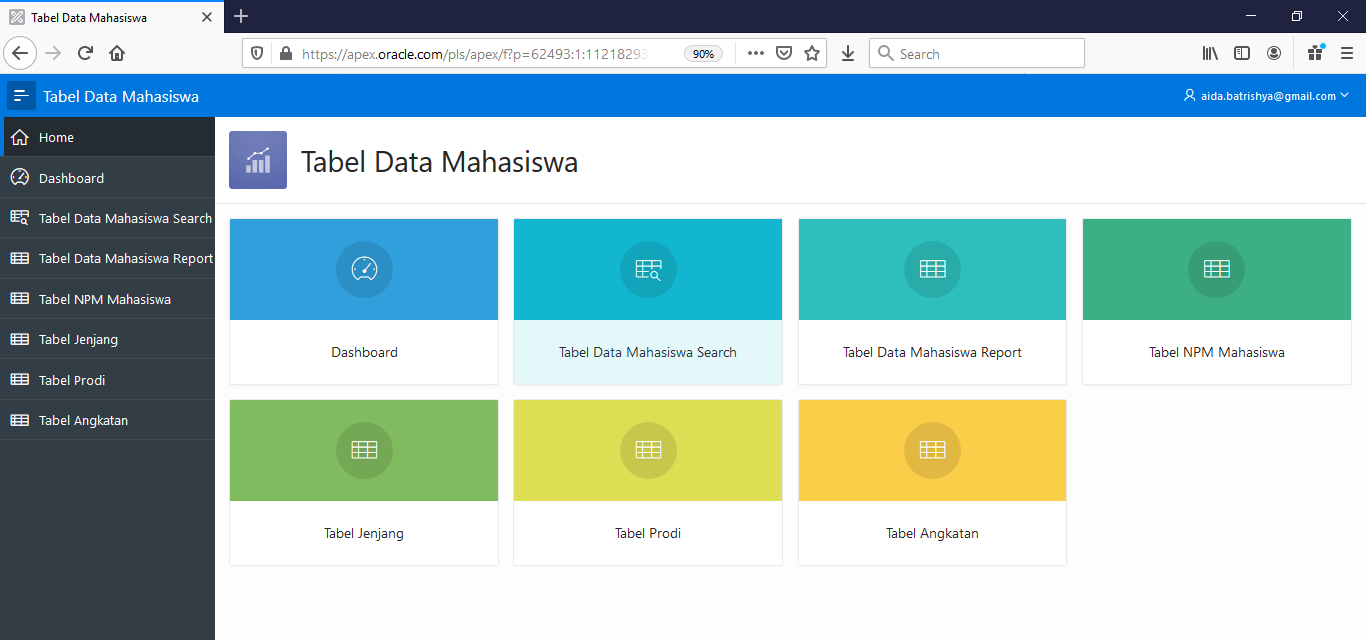 Tabel Data Mahasiswa
https://apex.oracle.com/pls/apex/f?p=62493:1:11218293
90%
Search
Tabel Data Mahasiswa
aida.batrishya@gmail.com
Home
Dashboard
Tabel Data Mahasiswa Search
Tabel Data Mahasiswa Report
Tabel NPM Mahasiswa
Tabel Jenjang
Tabel Prodi
Tabel Angkatan
Tabel Data Mahasiswa
Dashboard
Tabel Data Mahasiswa Search
Tabel Data Mahasiswa Report
Tabel NPM Mahasiswa
Tabel Jenjang
Tabel Prodi
Tabel Angkatan